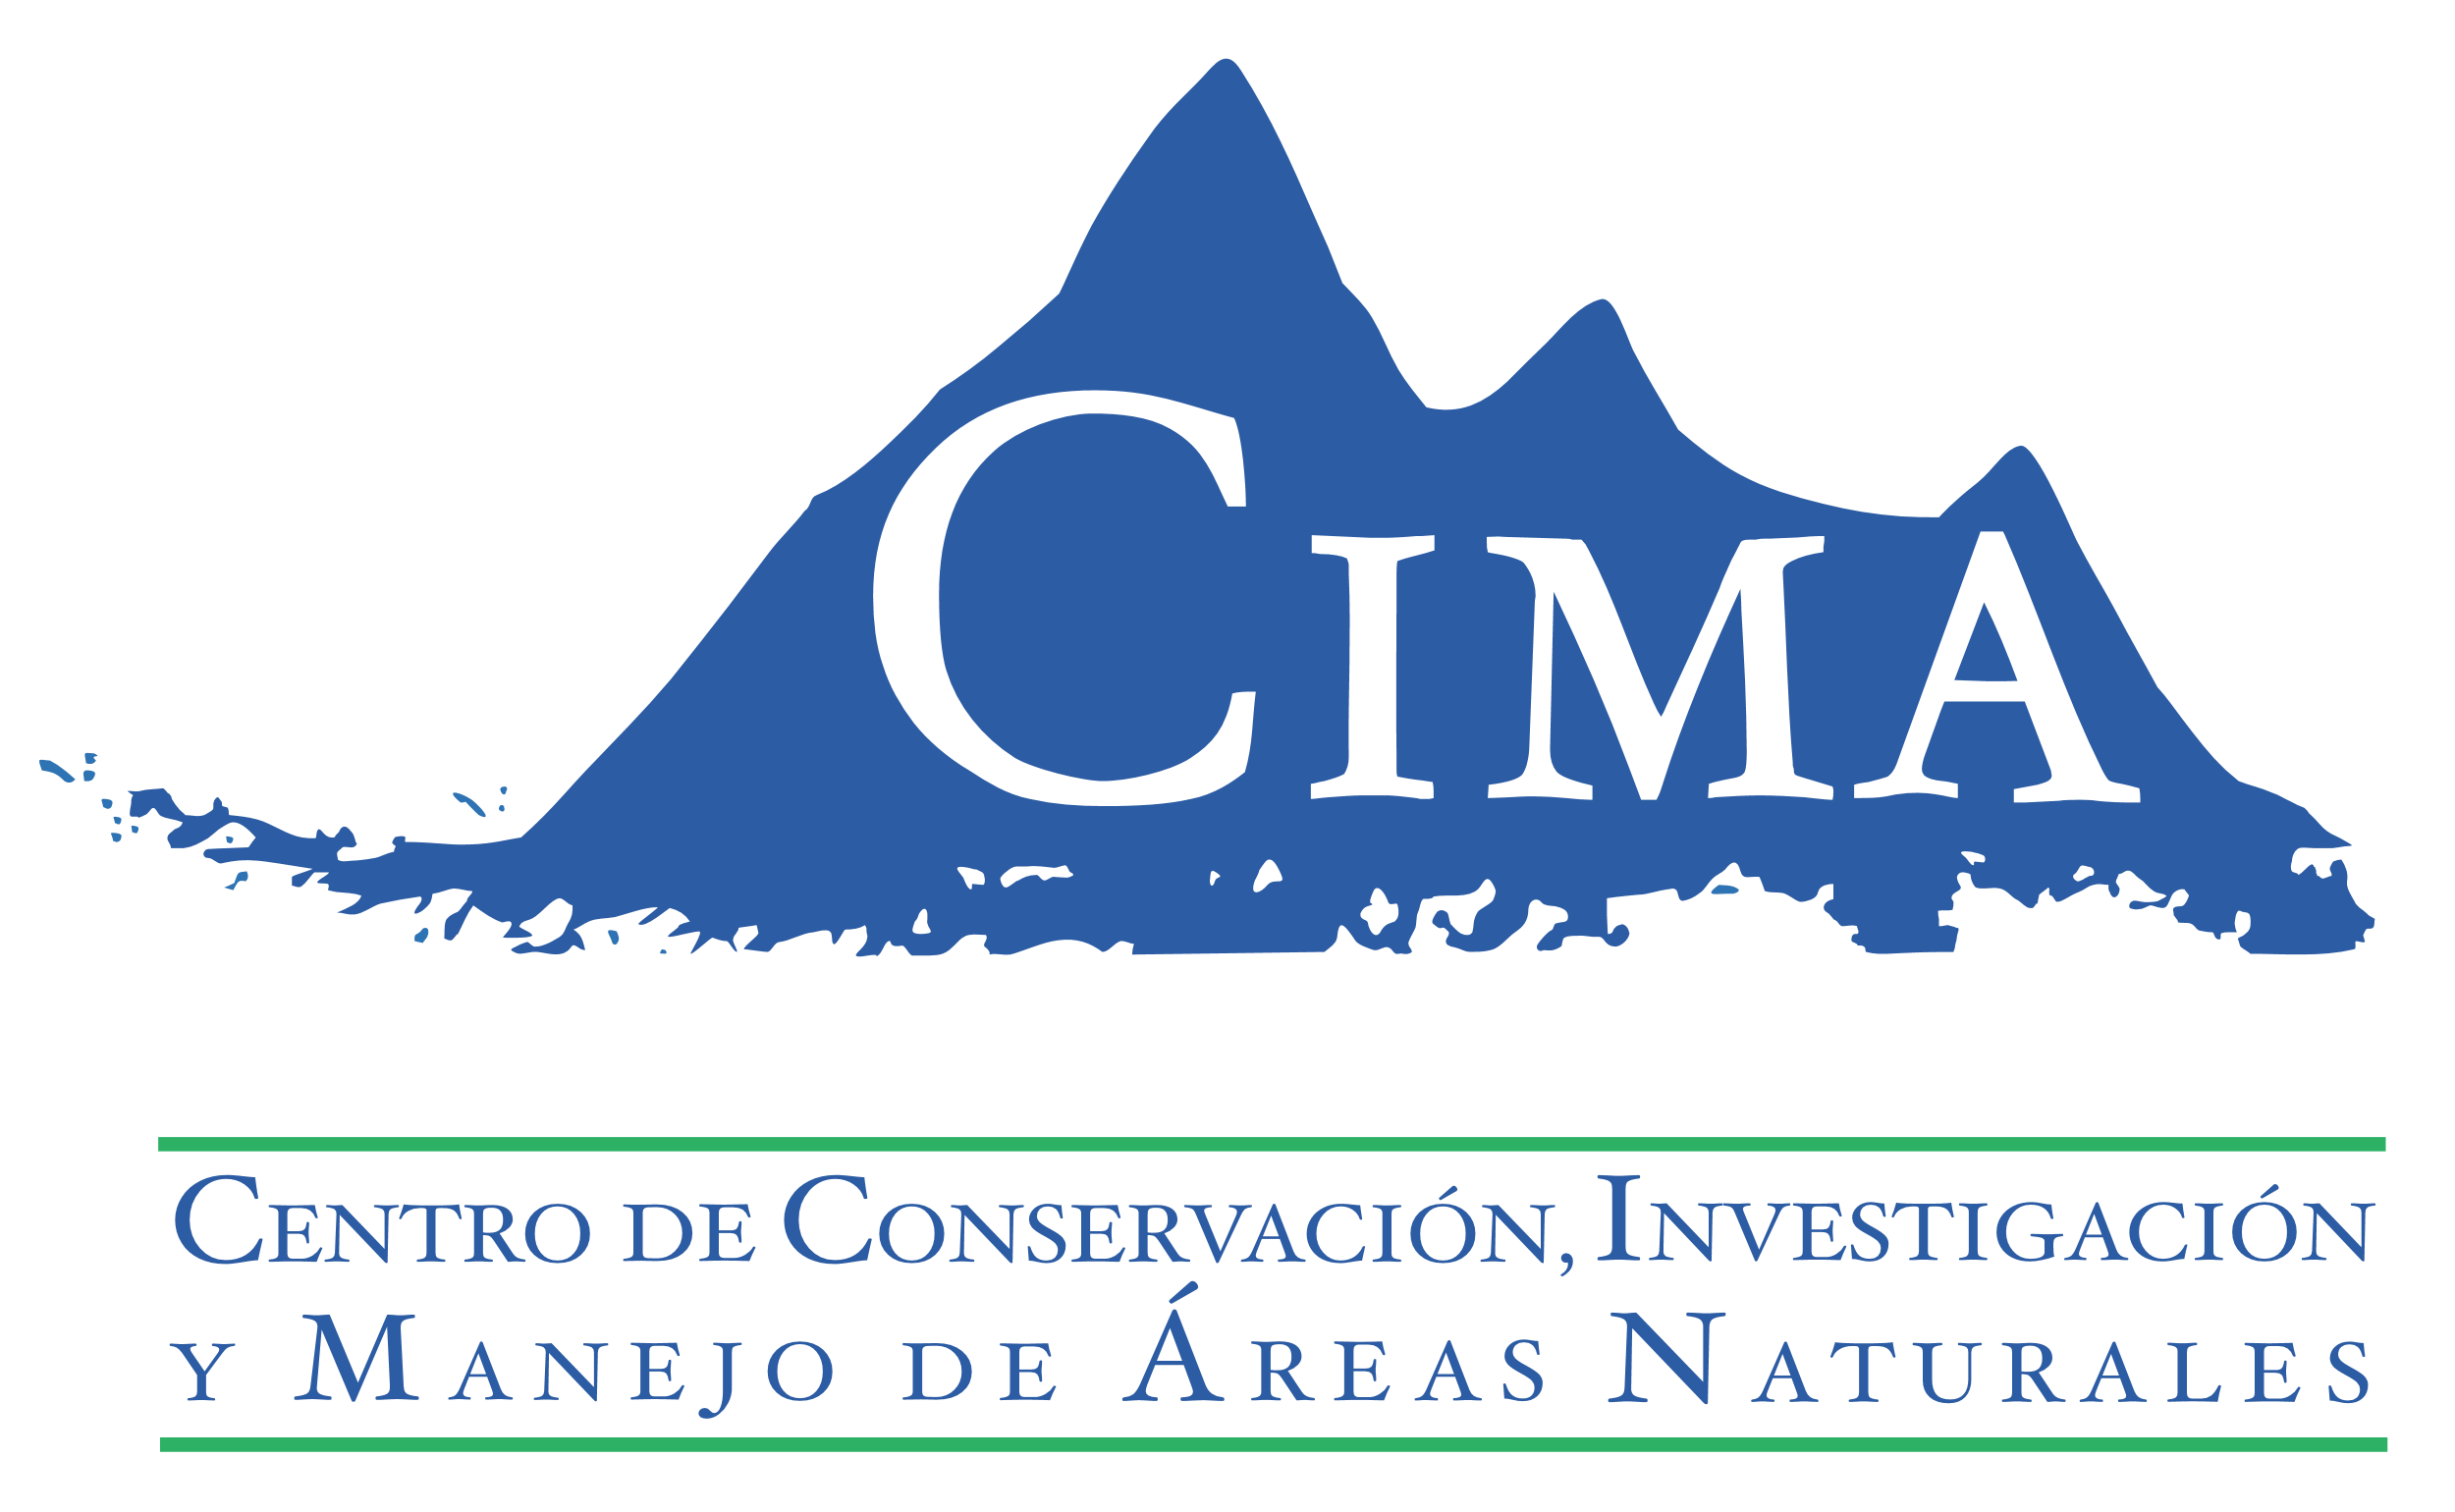 CIMA
CENTRO DE CONSERVACIÓN, INVESTIGACIÓN
Y MANEJO DE ÁREAS NATURALES